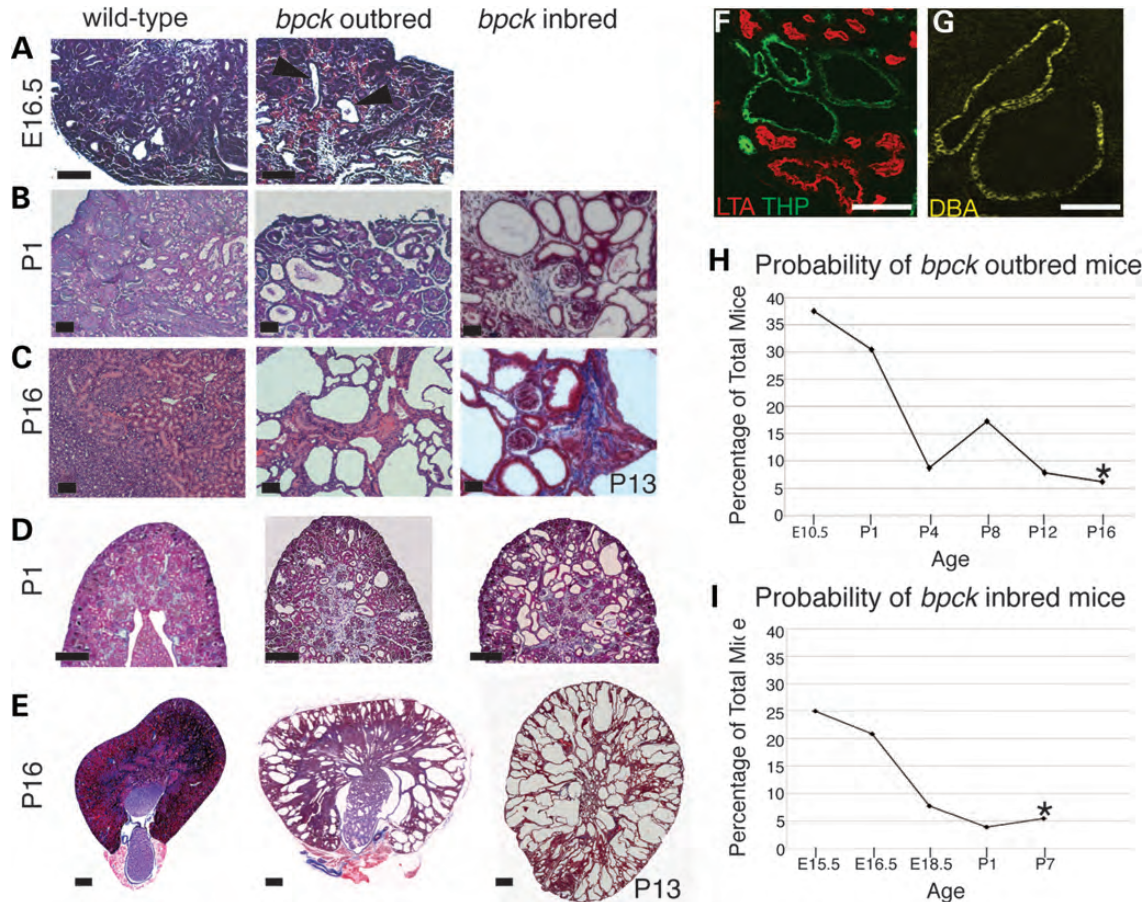 wild-type bpck outbred bpck inbred
A
E16.5
B
P1
C
P16
P13
D
P1
E
P16
P13
F
LTA THP
G
DBA
H Probability of bpck outbred mice
Percentage of Total Mice
40
35
30
25
20
15
10
5
0
*
E10.5 P1 P4 P8 P12 P16
Age
I Probability of bpck inbred mice
Percentage of Total Mice
40
35
30
25
20
15
10
5
0
*
E15.5 E16.5 E18.5 P1 P7
Age